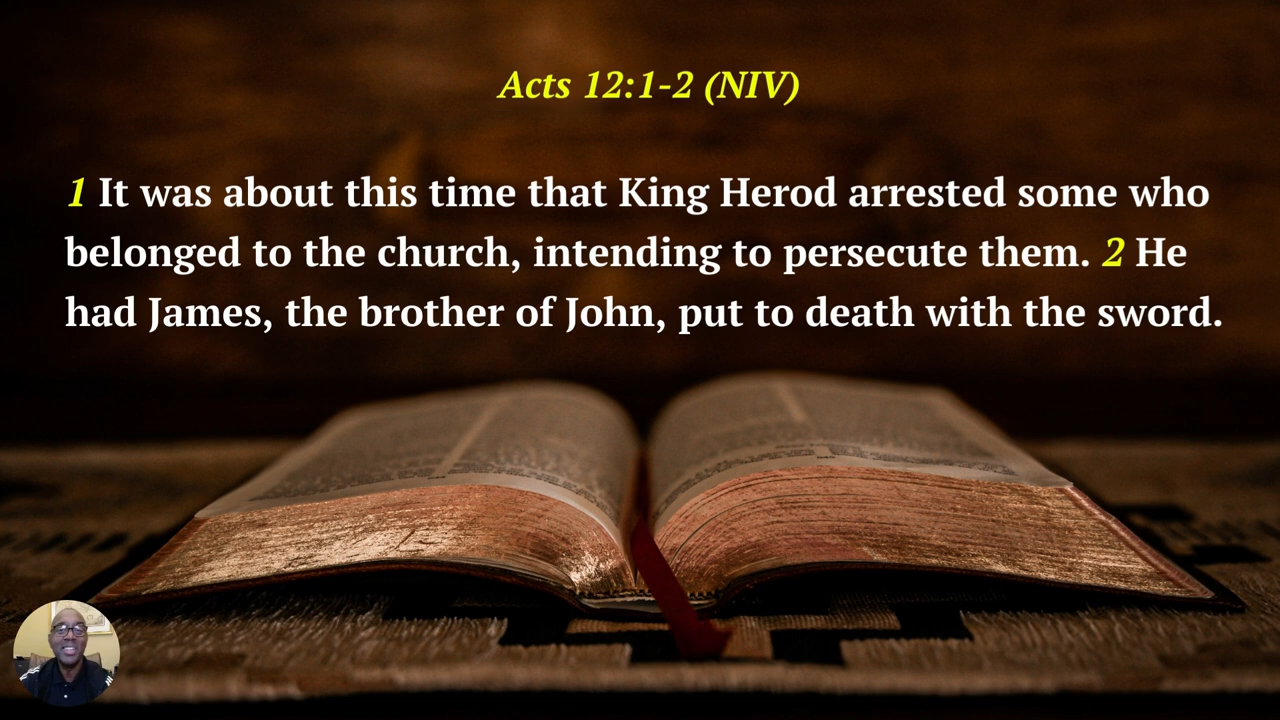 Acts 12:1-2 (NIV)
1 It was about this time that King Herod arrested some who
belonged to the church, intending to persecute them. 2 He
had James, the brother of John, put to death with the sword.